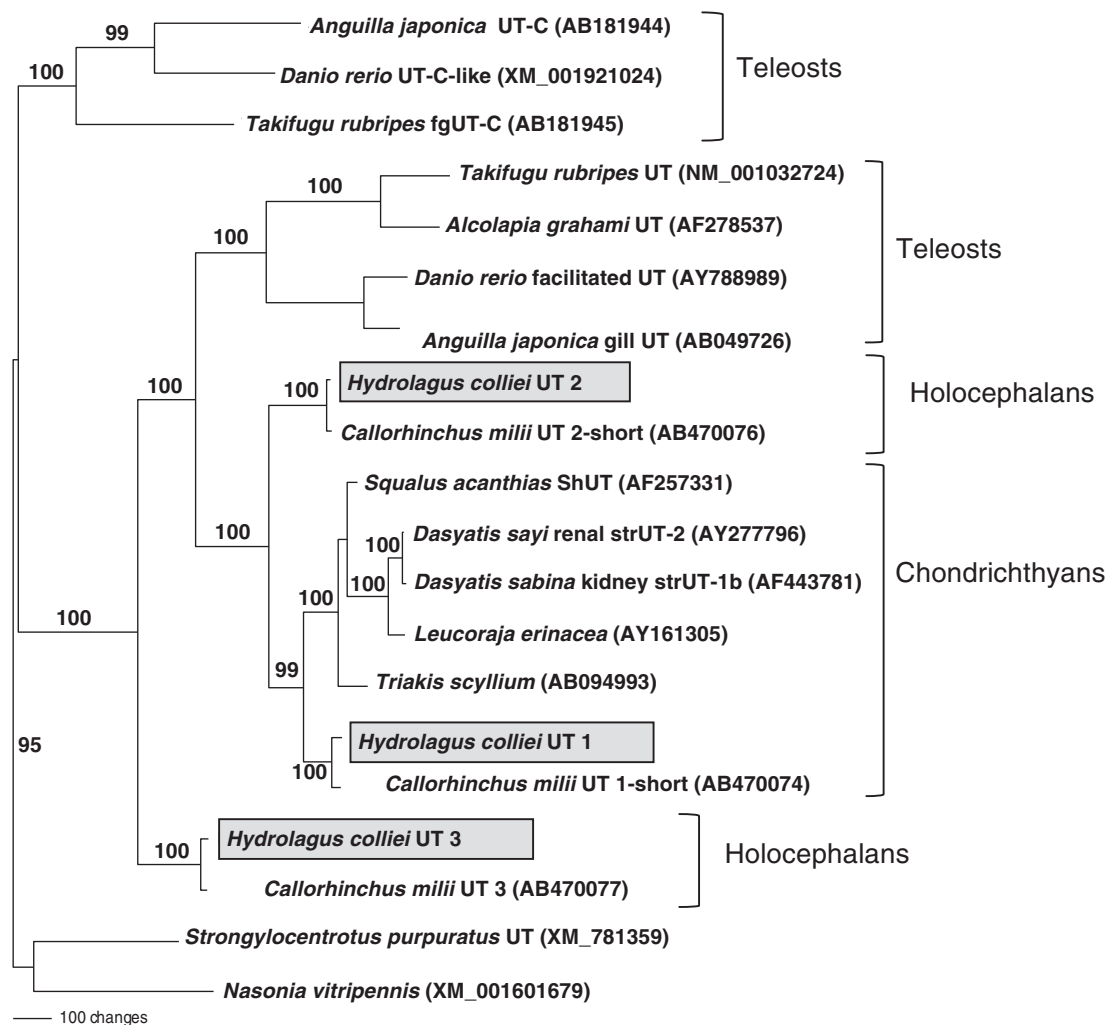 99
Anguilla japonica UT-C (AB181944)
Teleosts
100
Danio rerio UT-C-like (XM_001921024)
Takifugu rubripes fgUT-C (AB181945)
Takifugu rubripes UT (NM_001032724)
100
Alcolapia grahami UT (AF278537)
100
Teleosts
Danio rerio facilitated UT (AY788989)
Anguilla japonica gill UT (AB049726)
100
100
Hydrolagus colliei UT 2
Holocephalans
Callorhinchus milii UT 2-short (AB470076)
Squalus acanthias ShUT (AF257331)
100
100
Dasyatis sayi renal strUT-2 (AY277796)
Chondrichthyans
100
Dasyatis sabina kidney strUT-1b (AF443781)
100
100
Leucoraja erinacea (AY161305)
99
Triakis scyllium (AB094993)
95
Hydrolagus colliei UT 1
100
Callorhinchus milii UT 1-short (AB470074)
100
Hydrolagus colliei UT 3
Holocephalans
Callorhinchus milii UT 3 (AB470077)
Strongylocentrotus purpuratus UT (XM_781359)
Nasonia vitripennis (XM_001601679)
100 changes